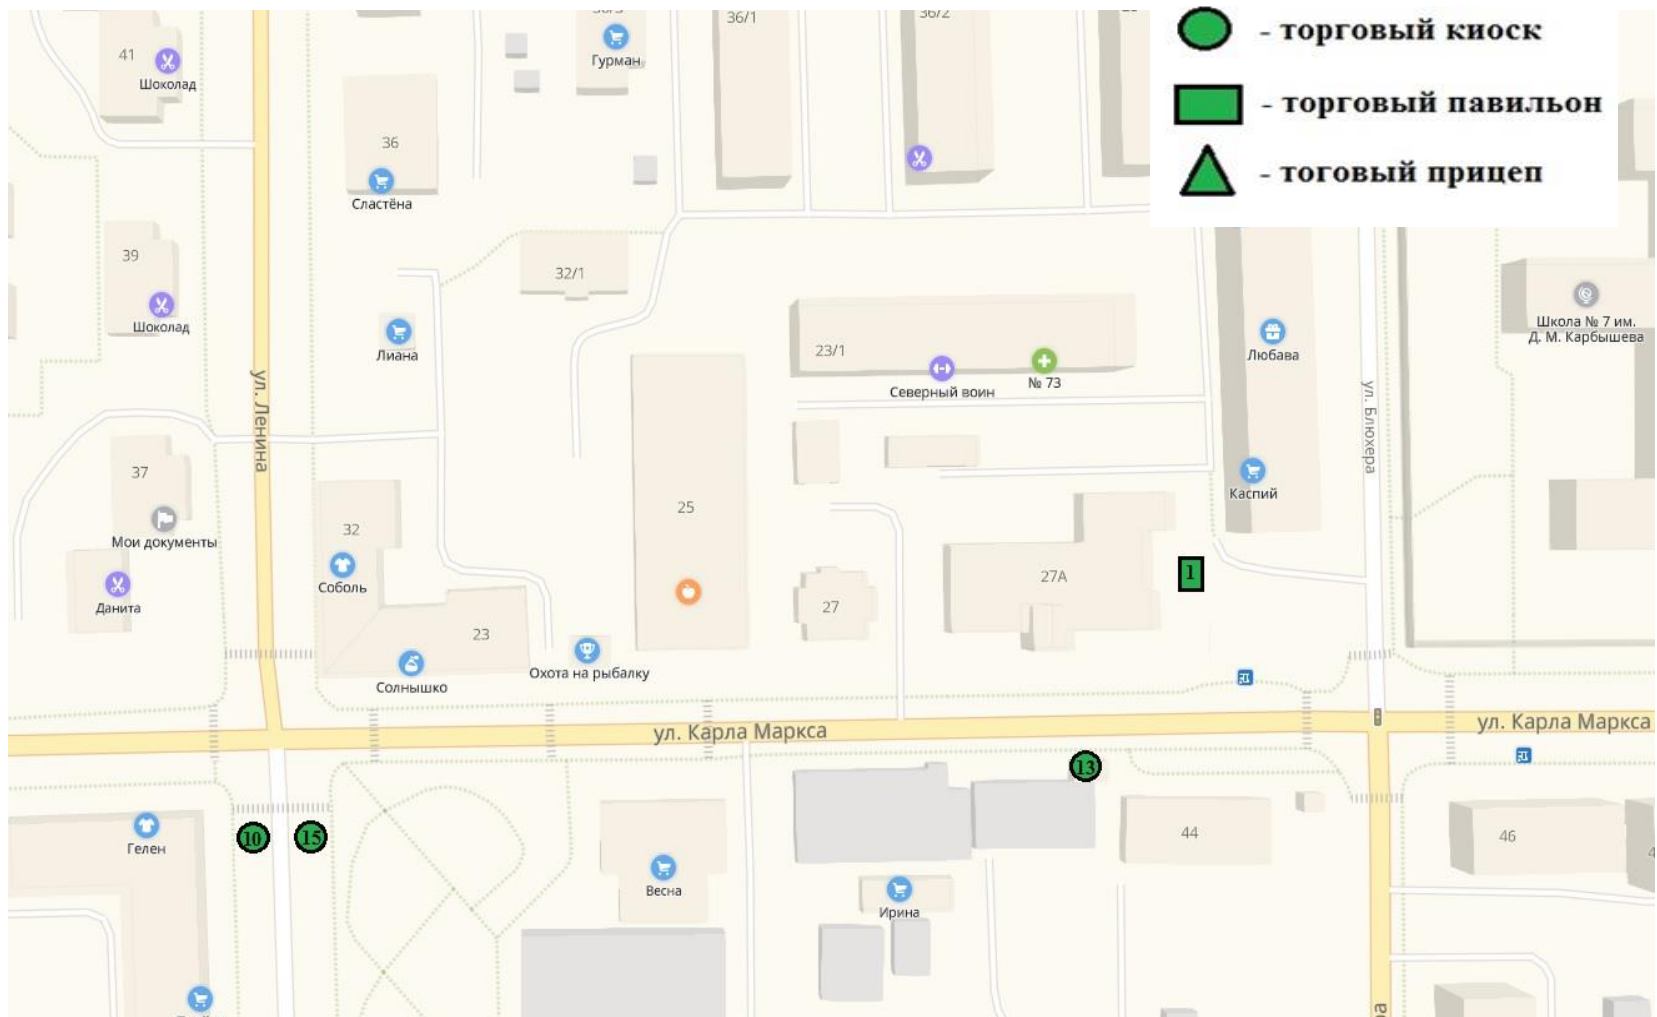 - торговый киоск
- торговый павильон
- тоговый прицеп
36/1
36/2
41
Шоколад
Гурман
36
Сластёна
39
Шоколад
32/1
Лиана
23/1
Северный воин
№ 73
Любава
Школа № 7 им.
Д. М. Карбышева
ул. Ленина
ул. Блюхера
37
Мои документы
Данита
32
Соболь
23
Солнышко
Охота на рыбалку
25
27
27А
1
Каспий
ул. Карла Маркса
ул. Карла Маркса
13
10
15
Гелен
Весна
Ирина
44
46